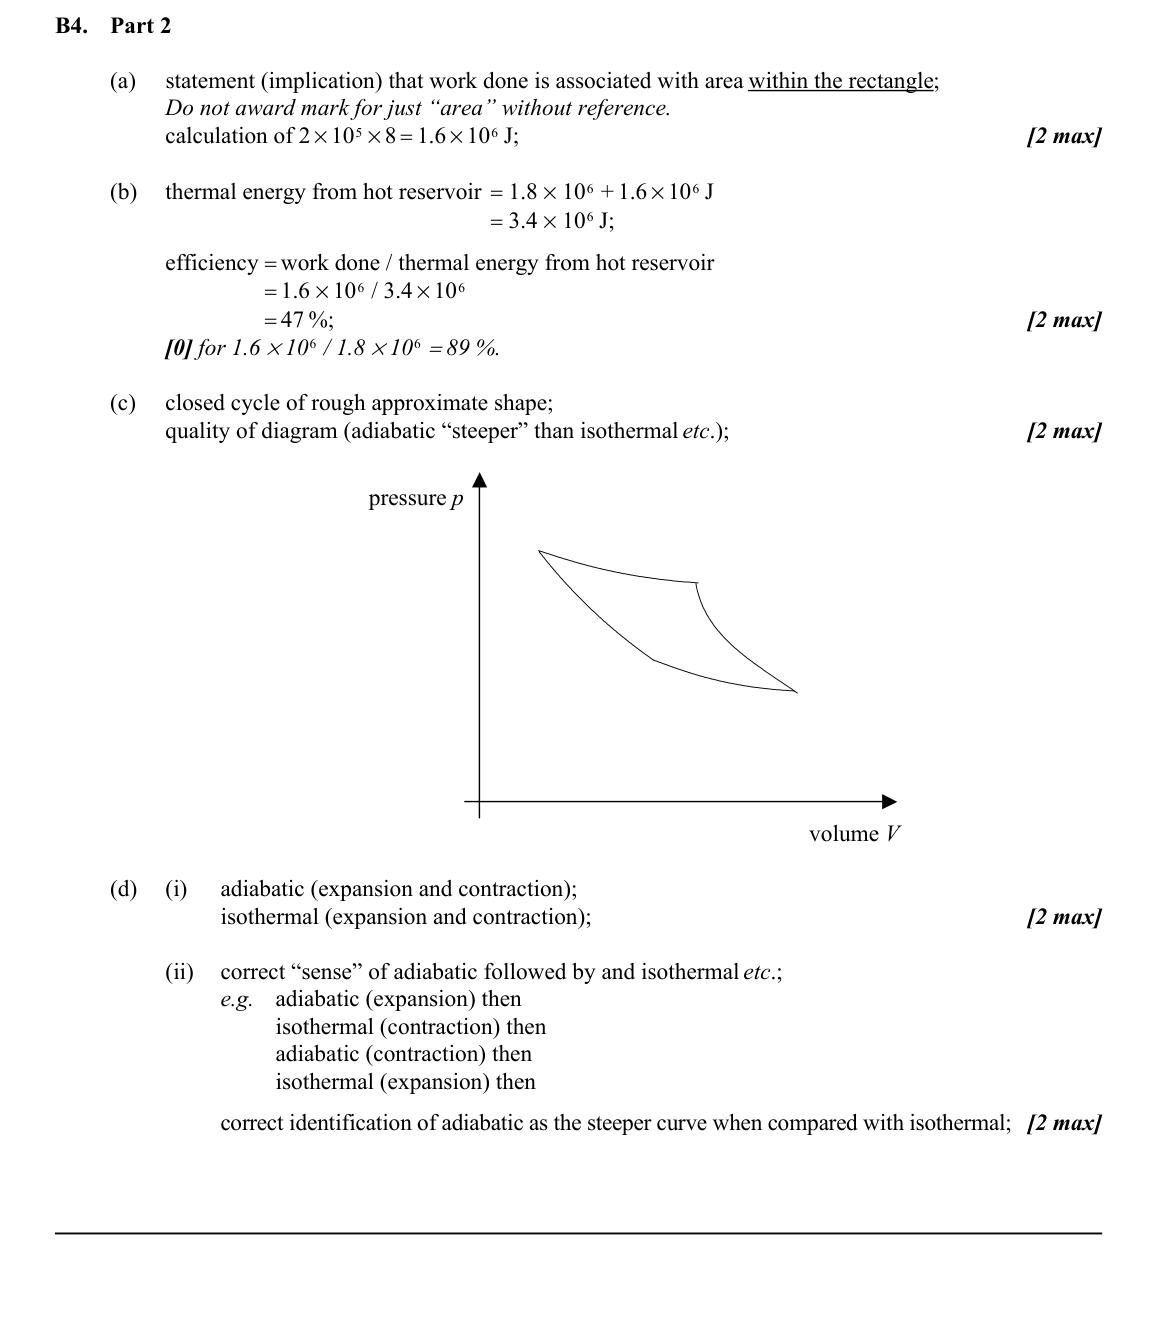 B4. Part 2
(a) statement (implication) that work done is associated with area within the rectangle;
Do not award mark for just “area” without reference.
calculation of 2 × 10⁵ × 8 = 1.6 × 10⁶ J; [2 max]
(b) thermal energy from hot reservoir = 1.8 × 10⁶ + 1.6 × 10⁶ J
= 3.4 × 10⁶ J;
efficiency = work done / thermal energy from hot reservoir
= 1.6 × 10⁶ / 3.4 × 10⁶
= 47 %; [2 max]
[0] for 1.6 × 10⁶ / 1.8 × 10⁶ = 89 %.
(c) closed cycle of rough approximate shape;
quality of diagram (adiabatic “steeper” than isothermal etc.); [2 max]
pressure p
volume V
(d) (i) adiabatic (expansion and contraction);
isothermal (expansion and contraction); [2 max]
(ii) correct “sense” of adiabatic followed by and isothermal etc.;
e.g. adiabatic (expansion) then
isothermal (contraction) then
adiabatic (contraction) then
isothermal (expansion) then
correct identification of adiabatic as the steeper curve when compared with isothermal; [2 max]